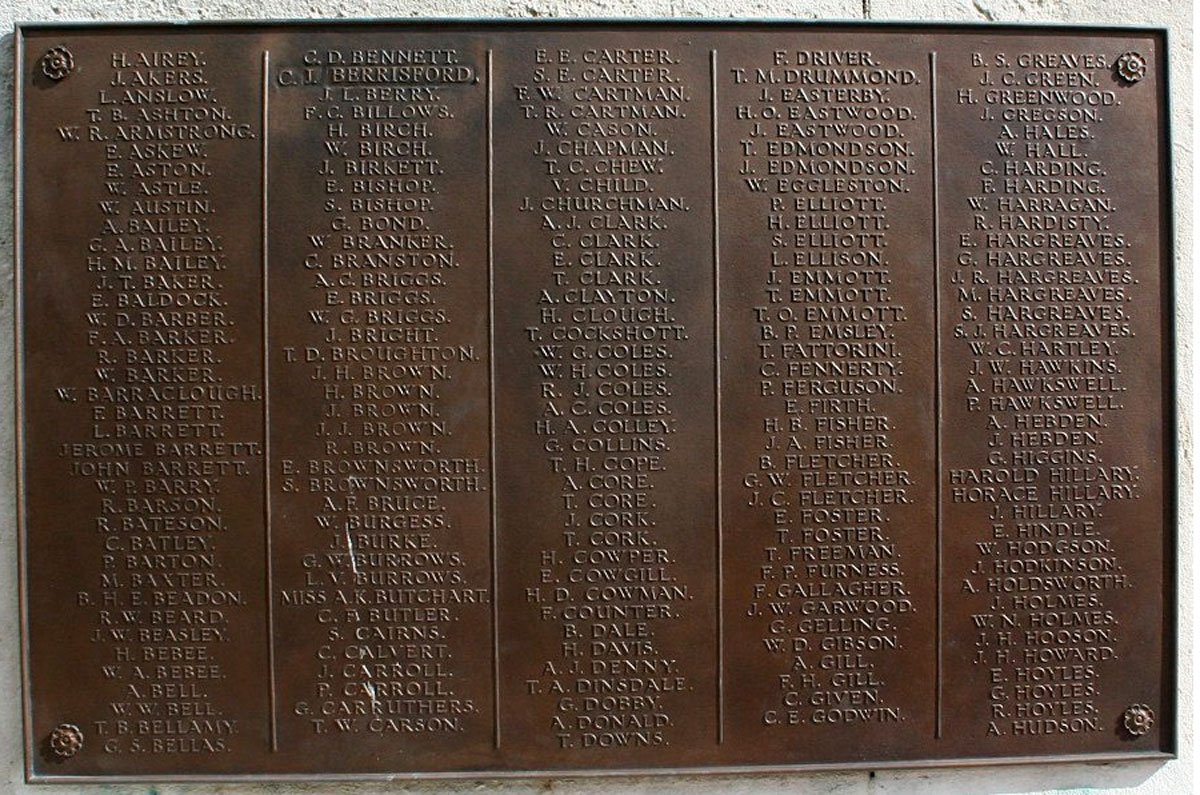 H. AIREY.
J. AKERS.
L. ANSLOW.
T. B. ASHTON.
W. R. ARMSTRONG.
E. ASKEW.
E. ASTON.
W. ASTLE.
W. AUSTIN.
A. BAILEY.
G. A. BAILEY.
H. M. BAILEY.
J. T. BAKER.
E. BALDOCK.
W. D. BARBER.
F. A. BARKER.
R. BARKER.
W. BARKER.
W. BARRACLOUGH.
F. BARRETT.
L. BARRETT.
JEROME BARRETT.
JOHN BARRETT.
W. P. BARRY.
R. BARSON.
R. BATESON.
C. BATLEY.
P. BARTON.
M. BAXTER.
B. H. E. BEADON.
R. W. BEARD.
J. W. BEASLEY.
H. BEBEE.
W. A. BEBEE.
A. BELL.
W. W. BELL.
T. B. BELLAMY.
G. S. BELLAS.
C. D. BENNETT.
C. J. BERRISFORD.
J. L. BERRY.
F. C. BILLOWS.
H. BIRCH.
W. BIRCH.
J. BIRKETT.
E. BISHOP.
S. BISHOP.
G. BOND.
W. BRANKER.
C. BRANSTON.
A. C. BRIGGS.
E. BRIGGS.
W. G. BRIGGS.
J. BRIGHT.
T. D. BROUGHTON.
J. H. BROWN.
H. BROWN.
J. BROWN.
J. J. BROWN.
R. BROWN.
E. BROWNSWORTH.
S. BROWNSWORTH.
A. F. BRUCE.
W. BURGESS.
J. BURKE.
G. W. BURROWS.
L. V. BURROWS.
MISS A. K. BUTCHART.
C. F. BUTLER.
S. CAIRNS.
C. CALVERT.
J. CARROLL.
P. CARROLL.
G. CARRUTHERS.
T. W. CARSON.
E. E. CARTER.
S. E. CARTER.
F. W. CARTMAN.
T. R. CARTMAN.
W. CASON.
J. CHAPMAN.
T. C. CHEW.
V. CHILD.
J. CHURCHMAN.
A. J. CLARK.
C. CLARK.
E. CLARK.
T. CLARK.
A. CLAYTON.
H. CLOUGH.
T. COCKSHOTT.
W. G. COLES.
W. H. COLES.
R. J. COLES.
A. C. COLES.
H. A. COLLEY.
G. COLLINS.
T. H. COPE.
A. CORE.
T. CORE.
J. CORK.
T. CORK.
H. COWPER.
E. COWGILL.
H. D. COWMAN.
F. COUNTER.
B. DALE.
H. DAVIS.
A. J. DENNY.
T. A. DINSDALE.
G. DOBBY.
A. DONALD.
T. DOWNS.
F. DRIVER.
T. M. DRUMMOND.
J. EASTERBY.
H. O. EASTWOOD.
J. EASTWOOD.
T. EDMONDSON.
J. EDMONDSON.
W. EGGLESTON.
P. ELLIOTT.
H. ELLIOTT.
S. ELLIOTT.
L. ELLISON.
J. EMMOTT.
T. EMMOTT.
T. O. EMMOTT.
B. P. EMSLEY.
T. FATTORINI.
C. FENNERTY.
P. FERGUSON.
E. FIRTH.
H. B. FISHER.
J. A. FISHER.
B. FLETCHER.
G. W. FLETCHER.
J. C. FLETCHER.
E. FOSTER.
T. FOSTER.
T. FREEMAN.
F. P. FURNESS.
F. GALLAGHER.
J. W. GARWOOD.
G. GELLING.
W. D. GIBSON.
A. GILL.
F. H. GILL.
C. GIVEN.
C. E. GODWIN.
B. S. GREAVES.
J. C. GREEN.
H. GREENWOOD.
J. GREGSON.
A. HALES.
W. HALL.
C. HARDING.
F. HARDING.
W. HARRAGAN.
R. HARDISTY.
E. HARGREAVES.
G. HARGREAVES.
J. R. HARGREAVES.
M. HARGREAVES.
S. HARGREAVES.
S. J. HARGREAVES.
W. C. HARTLEY.
J. W. HAWKINS.
A. HAWKSWELL.
P. HAWKSWELL.
A. HEBDEN.
J. HEBDEN.
G. HIGGINS.
HAROLD HILLARY.
HORACE HILLARY.
J. HILLARY.
E. HINDLE.
W. HODGSON.
J. HODKINSON.
A. HOLDSWORTH.
J. HOLMES.
W. N. HOLMES.
J. H. HOOSON.
J. H. HOWARD.
E. HOYLES.
G. HOYLES.
R. HOYLES.
A. HUDSON.